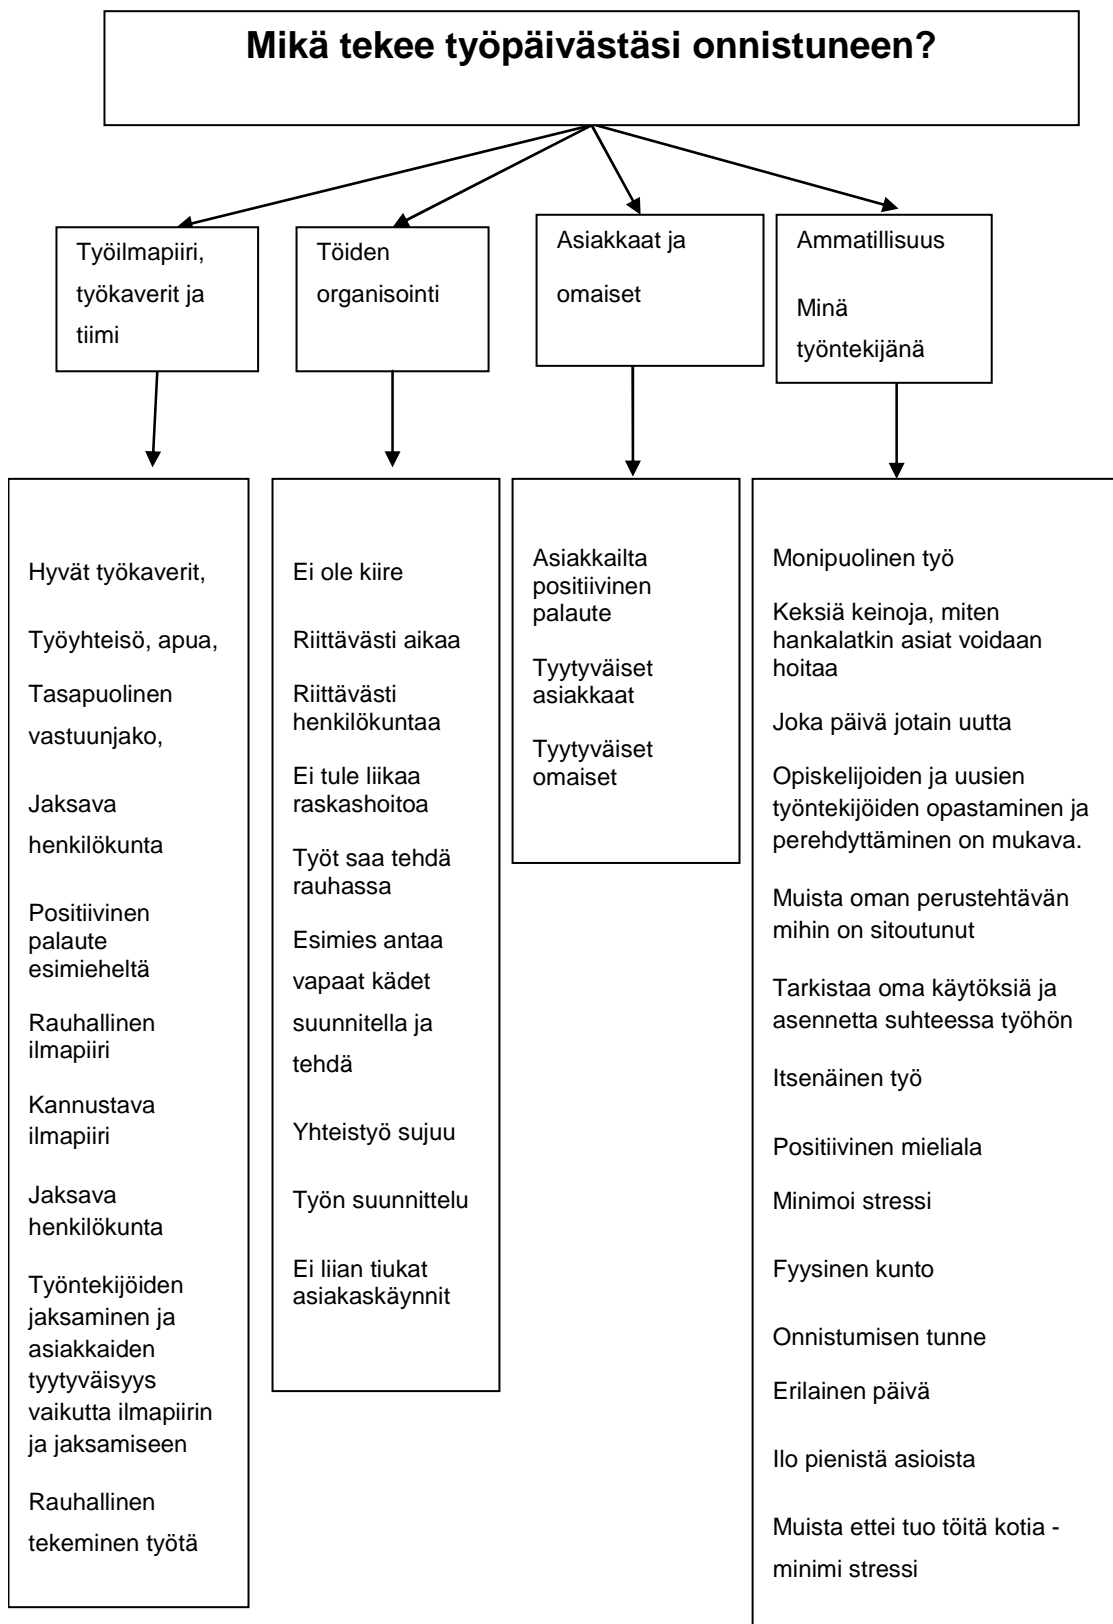 Mikä tekee työpäivästäsi onnistuneen?
Työilmapiiri,
työkaverit ja
tiimi
Töiden
organisointi
Asiakkaat ja
omaiset
Ammatillisuus
Minä
työntekijänä
Hyvät työkaverit,
Työyhteisö, apua,
Tasapuolinen
vastuunjako,
Jaksava
henkilökunta
Positiivinen
palaute
esimieheltä
Rauhallinen
ilmapiiri
Kannustava
ilmapiiri
Jaksava
henkilökunta
Työntekijöiden
jaksaminen ja
asiakkaiden
tyytyväisyys
vaikutta ilmapiirin
ja jaksamiseen
Rauhallinen
tekeminen työtä
Ei ole kiire
Riittävästi aikaa
Riittävästi
henkilökuntaa
Ei tule liikaa
raskashoitoa
Työt saa tehdä
rauhassa
Esimies antaa
vapaat kädet
suunnitella ja
tehdä
Yhteistyö sujuu
Työn suunnittelu
Ei liian tiukat
asiakaskäynnit
Asiakkailta
positiivinen
palaute
Tyytyväiset
asiakkaat
Tyytyväiset
omaiset
Monipuolinen työ
Keksiä keinoja, miten
hankalatkin asiat voidaan
hoitaa
Joka päivä jotain uutta
Opiskelijoiden ja uusien
työntekijöiden opastaminen ja
perehdyttäminen on mukava.
Muista oman perustehtävän
mihin on sitoutunut
Tarkistaa oma käytöksiä ja
asennetta suhteessa työhön
Itsenäinen työ
Positiivinen mieliala
Minimoi stressi
Fyysinen kunto
Onnistumisen tunne
Erilainen päivä
Ilo pienistä asioista
Muista ettei tuo töitä kotia -
minimi stressi